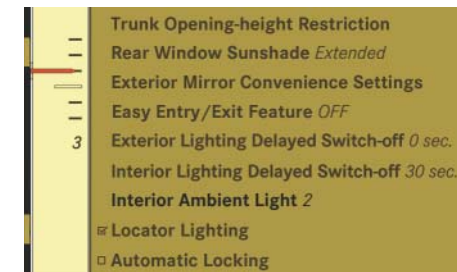 Trunk Opening-height Restriction
Rear Window Sunshade Extended
Exterior Mirror Convenience Settings
Easy Entry/Exit Feature OFF
3 Exterior Lighting Delayed Switch-off 0 sec.
Interior Lighting Delayed Switch-off 30 sec.
Interior Ambient Light 2
Locator Lighting
Automatic Locking